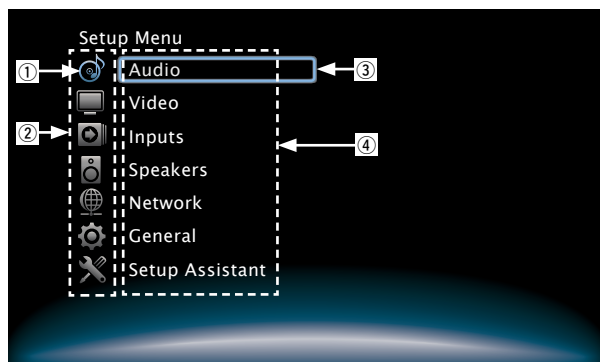 Setup Menu
① Audio ③
Video
② Inputs ④
Speakers
Network
General
Setup Assistant